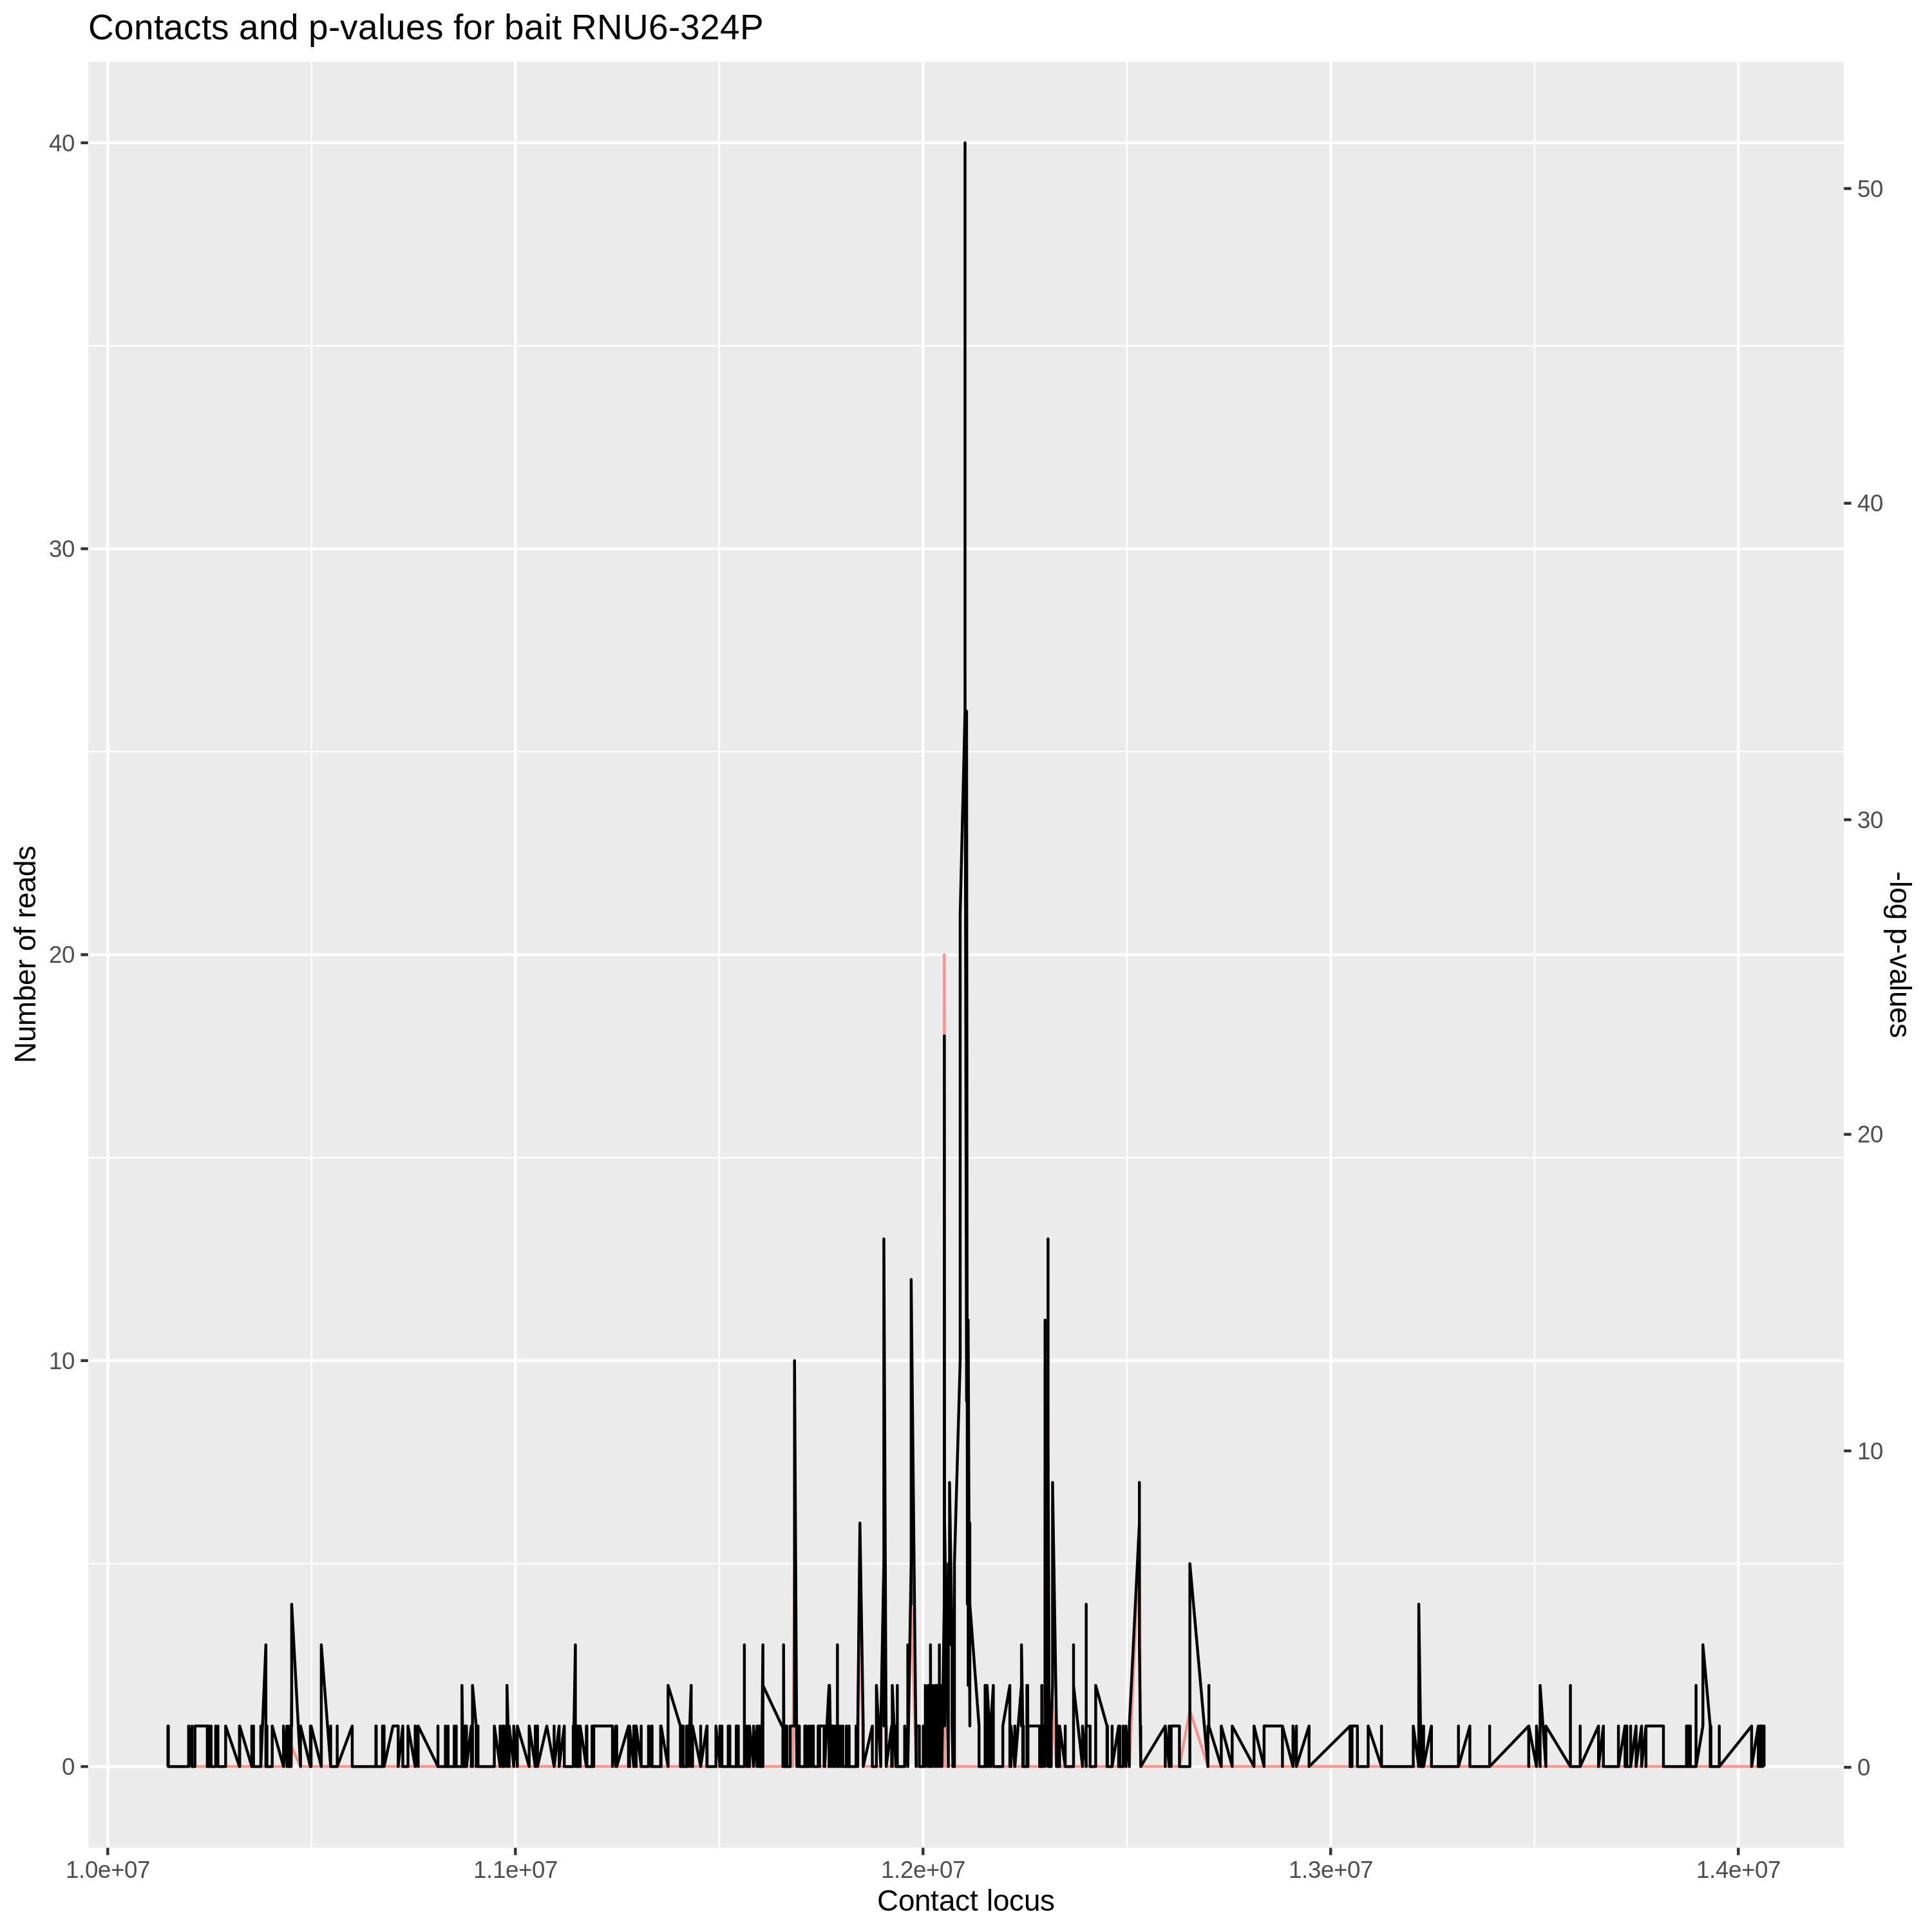 Contacts and p-values for bait RNU6-324P
40
30
20
10
0
Number of reads
50
40
30
20
10
0
-log p-values
1.0e+07 1.1e+07 1.2e+07 1.3e+07 1.4e+07
Contact locus